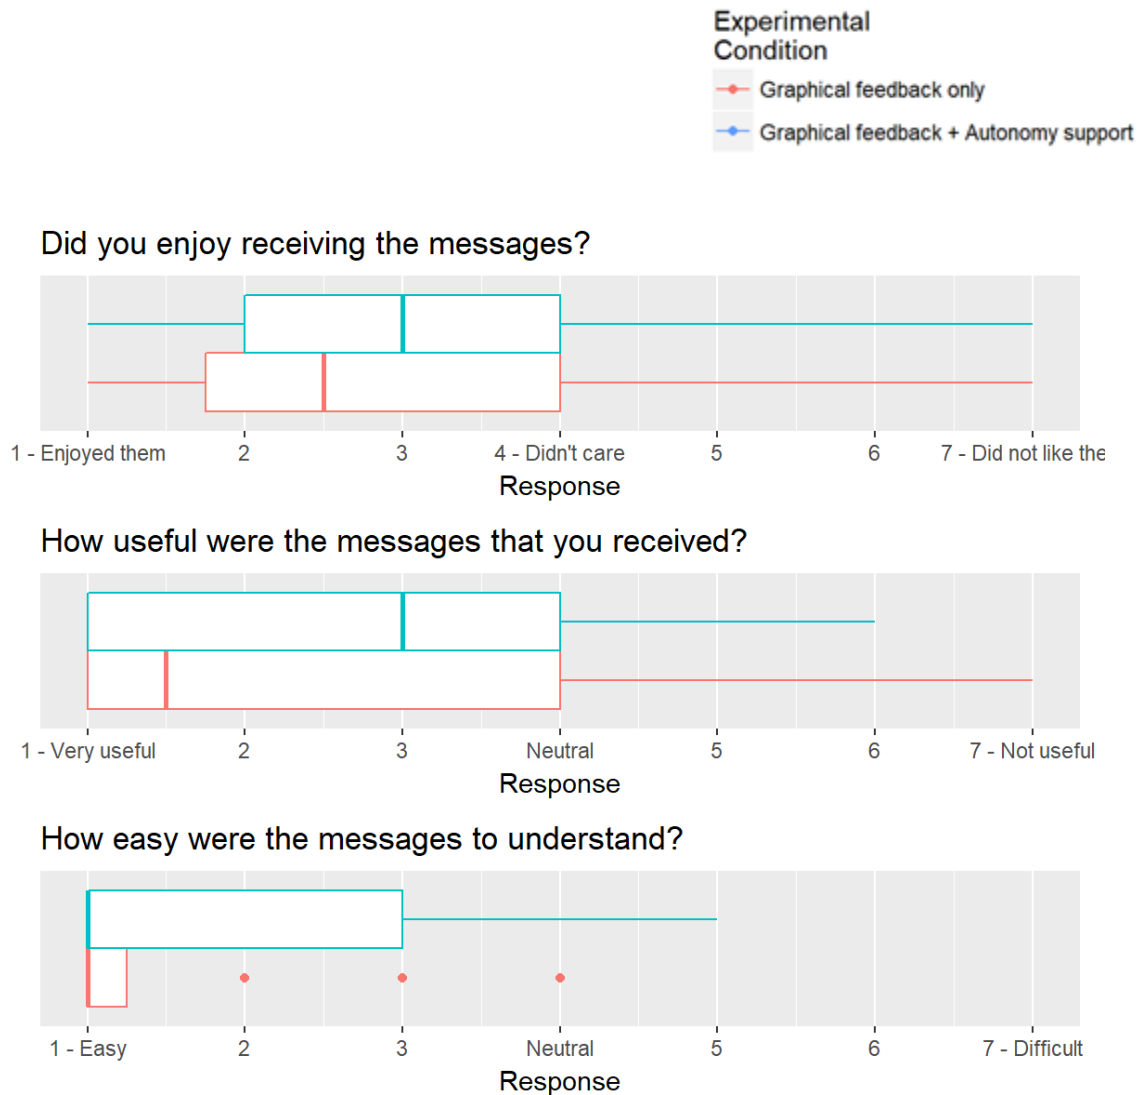 Experimental
Condition
Graphical feedback only
Graphical feedback + Autonomy support
Did you enjoy receiving the messages?
1 - Enjoyed them 2 3 4 - Didn't care 5 6 7 - Did not like the
Response
How useful were the messages that you received?
1 - Very useful 2 3 Neutral 5 6 7 - Not useful
Response
How easy were the messages to understand?
1 - Easy 2 3 Neutral 5 6 7 - Difficult
Response